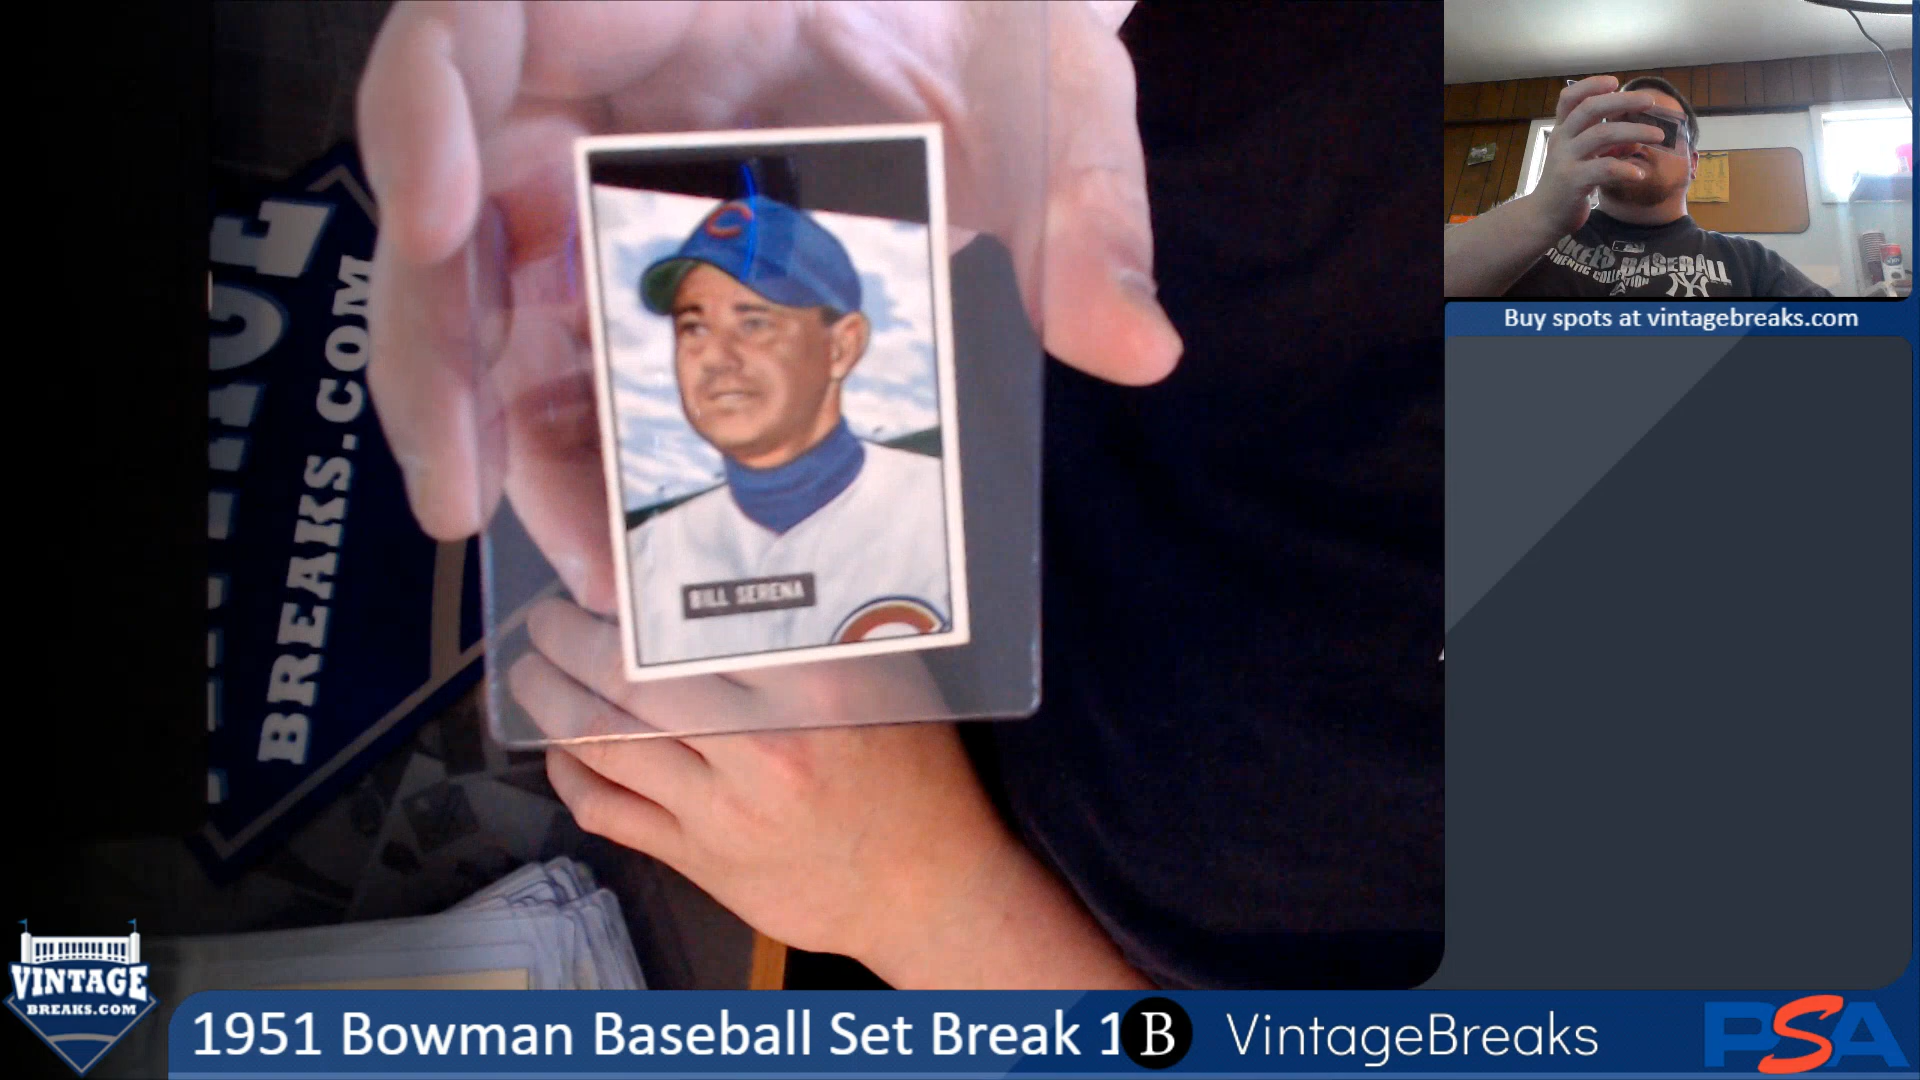 BREAKS.COM
BILL SERENA
BASEBALL
Buy spots at vintagebreaks.com
VINTAGE
BREAKS.COM
1951 Bowman Baseball Set Break 1
B
VintageBreaks
PSA